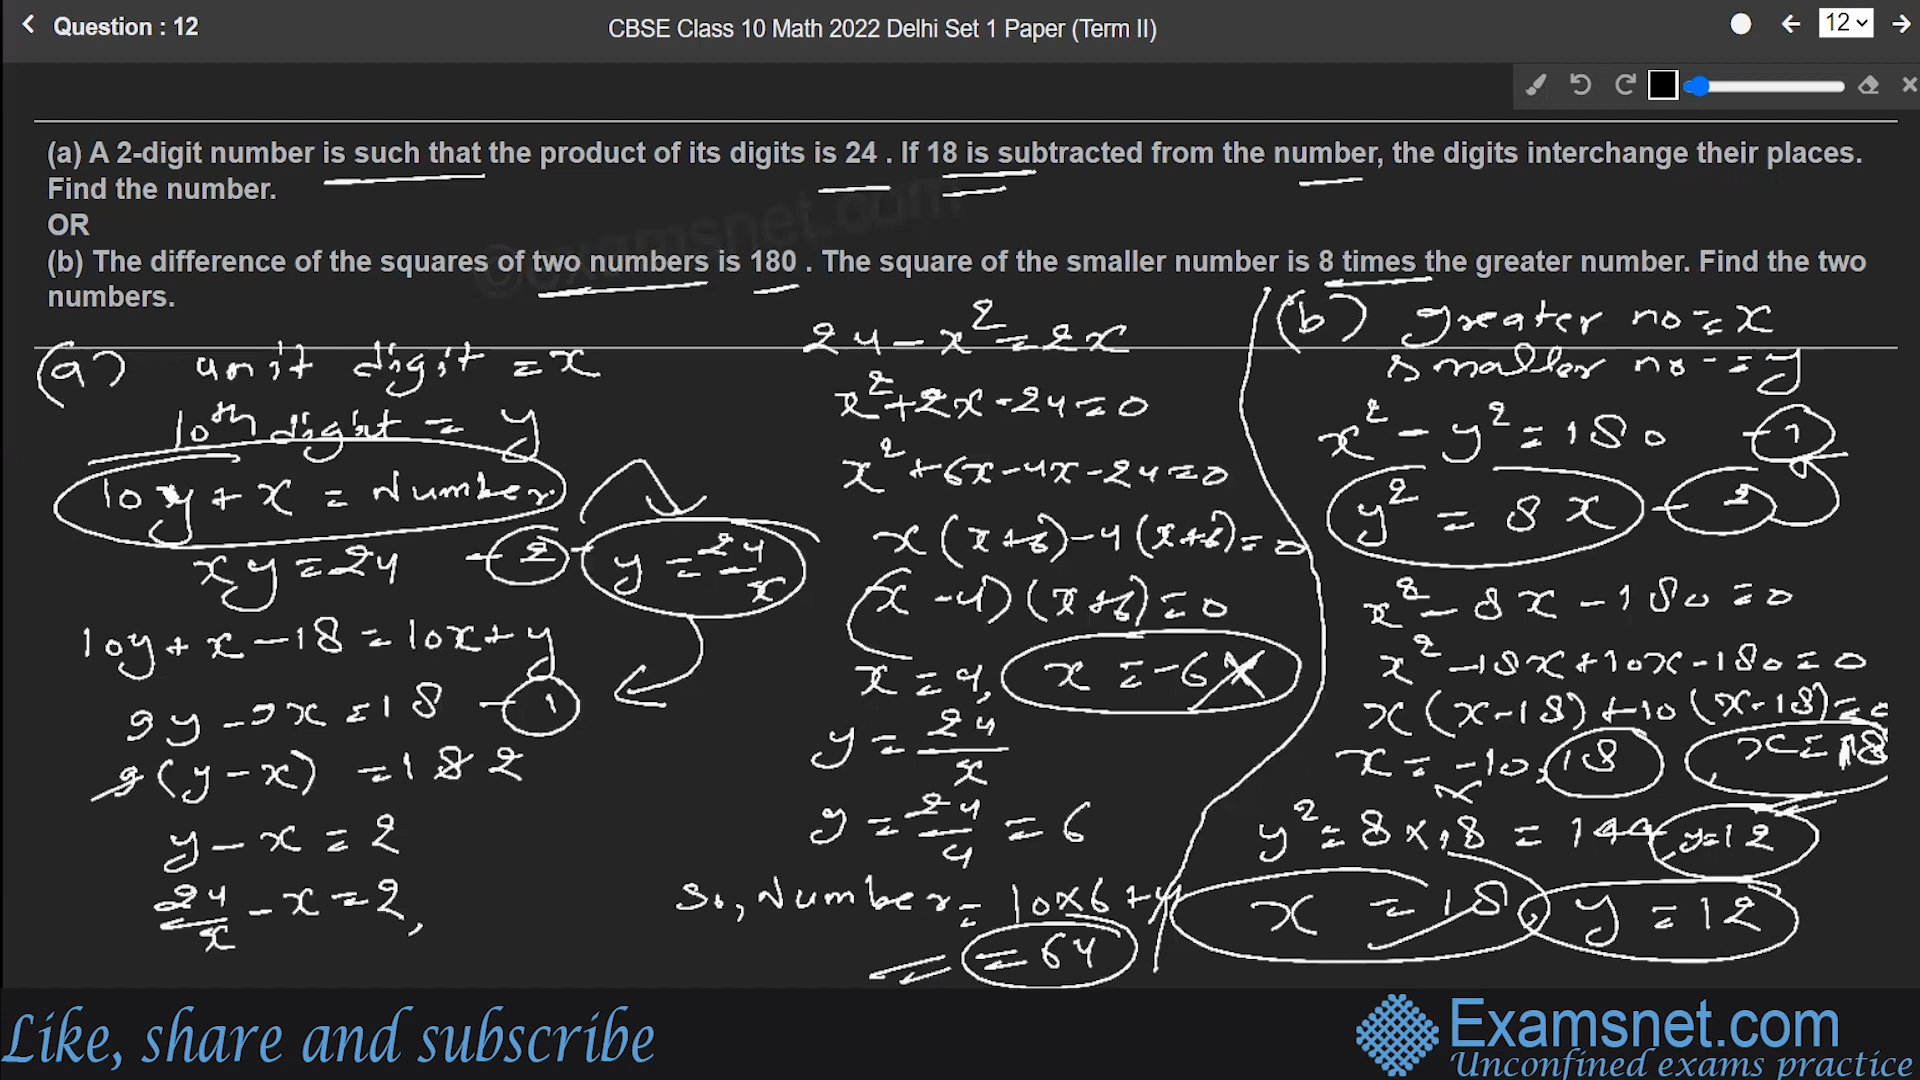 Question : 12
CBSE Class 10 Math 2022 Delhi Set 1 Paper (Term II)
12
(a) A 2-digit number is such that the product of its digits is 24 . If 18 is subtracted from the number, the digits interchange their places.
Find the number.
OR
(b) The difference of the squares of two numbers is 180 . The square of the smaller number is 8 times the greater number. Find the two
numbers.
©examsnet.com
(a) unit digit = x
10th digit = y
10y + x = Number
xy = 24 - 2 - y = 24/x
10y + x - 18 = 10x + y
9y - 9x = 18 - 1
9(y - x) = 18 2
y - x = 2
24/x - x = 2,
24 - x² = 2x
x² + 2x - 24 = 0
x² + 6x - 4x - 24 = 0
x(x+6) - 4(x+6) = 0
(x - 4)(x+6) = 0
x = 4, x = -6 X
y = 24/x
y = 24/4 = 6
So, Number = 10x6 + 4
= = 64
(b) greater no = x
smaller no = y
x² - y² = 180 - 1
y² = 8x - 2
x² - 8x - 180 = 0
x² - 18x + 10x - 180 = 0
x(x-18) + 10(x-18) = 0
x = -10, 18 x = 18
y² = 8 x 18 = 144 y = 12
x = 18, y = 12
Like, share and subscribe
Examsnet.com
Unconfined exams practice